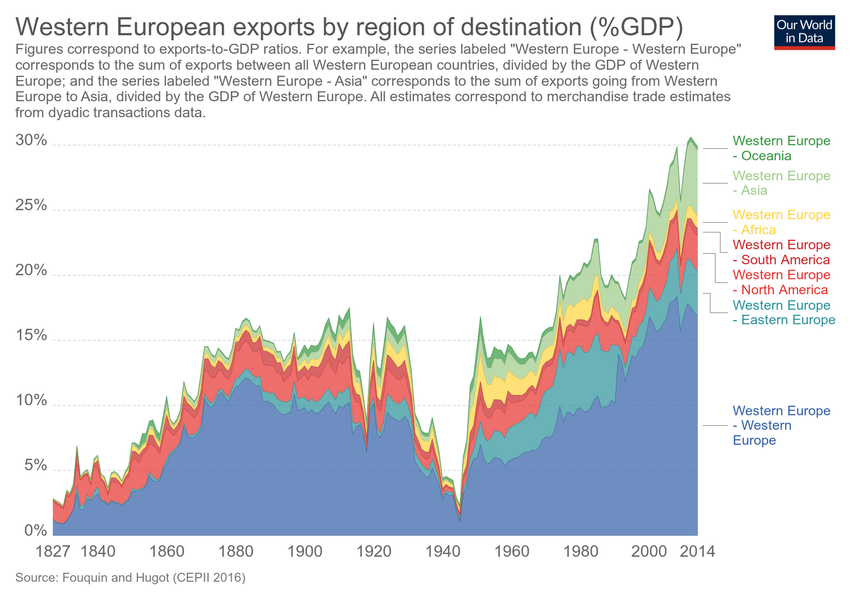 Western European exports by region of destination (%GDP)
Our World
in Data
Figures correspond to exports-to-GDP ratios. For example, the series labeled "Western Europe - Western Europe"
corresponds to the sum of exports between all Western European countries, divided by the GDP of Western
Europe; and the series labeled "Western Europe - Asia" corresponds to the sum of exports going from Western
Europe to Asia, divided by the GDP of Western Europe. All estimates correspond to merchandise trade estimates
from dyadic transactions data.
30%
25%
20%
15%
10%
5%
0%
Western Europe
- Oceania
Western Europe
- Asia
Western Europe
- Africa
Western Europe
- South America
Western Europe
- North America
Western Europe
- Eastern Europe
Western Europe
- Western
Europe
1827 1840 1860 1880 1900 1920 1940 1960 1980 2000 2014
Source: Fouquin and Hugot (CEPII 2016)